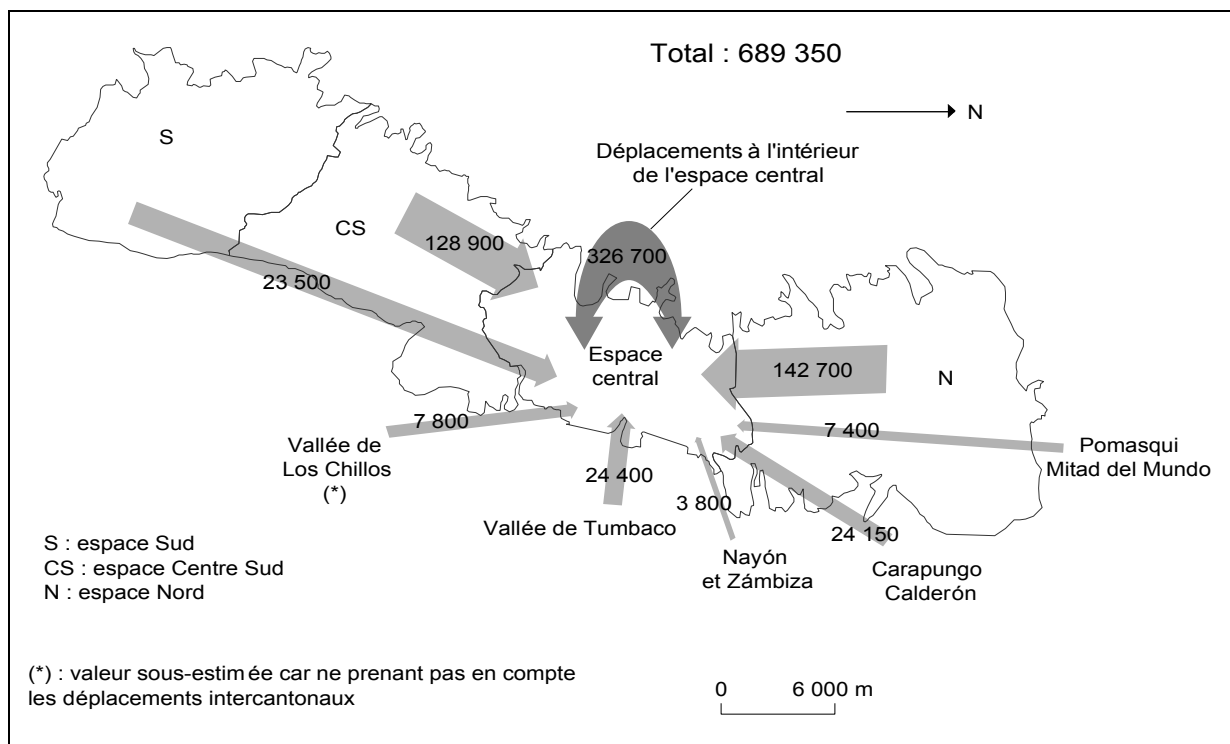 Total : 689 350
N
Déplacements à l'intérieur
de l'espace central
S
CS
128 900
326 700
23 500
Espace
central
142 700
N
7 800
7 400
Vallée de
Los Chillos
(*)
Pomasqui
Mitad del Mundo
24 400
3 800
24 150
Vallée de Tumbaco
Nayón
et Zámbiza
Carapungo
Calderón
S : espace Sud
CS : espace Centre Sud
N : espace Nord
(*) : valeur sous-estimée car ne prenant pas en compte
les déplacements intercantonaux
0 6 000 m